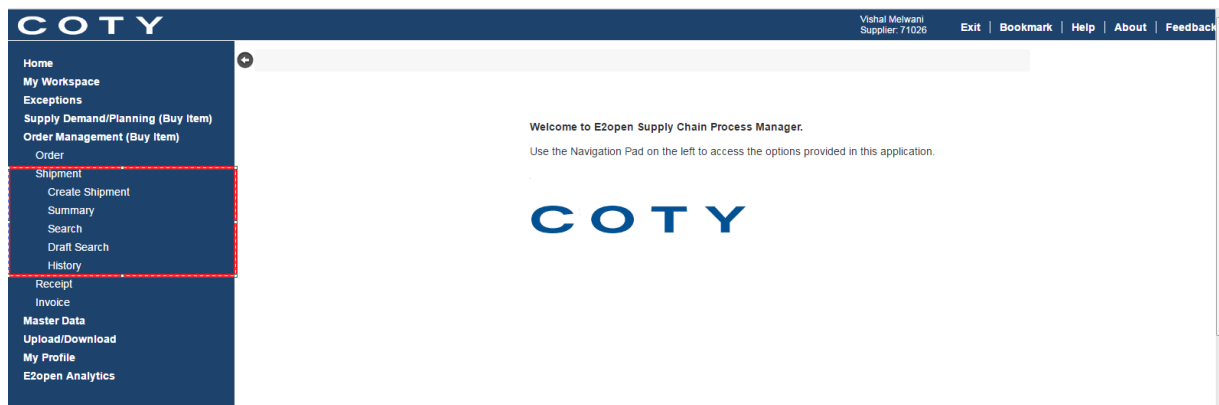 COTY
Vishal Melwani
Supplier: 71026
Exit | Bookmark | Help | About | Feedback
Home
My Workspace
Exceptions
Supply Demand/Planning (Buy Item)
Order Management (Buy Item)
Order
Shipment
Create Shipment
Summary
Search
Draft Search
History
Receipt
Invoice
Master Data
Upload/Download
My Profile
E2open Analytics
Welcome to E2open Supply Chain Process Manager.
Use the Navigation Pad on the left to access the options provided in this application.
COTY